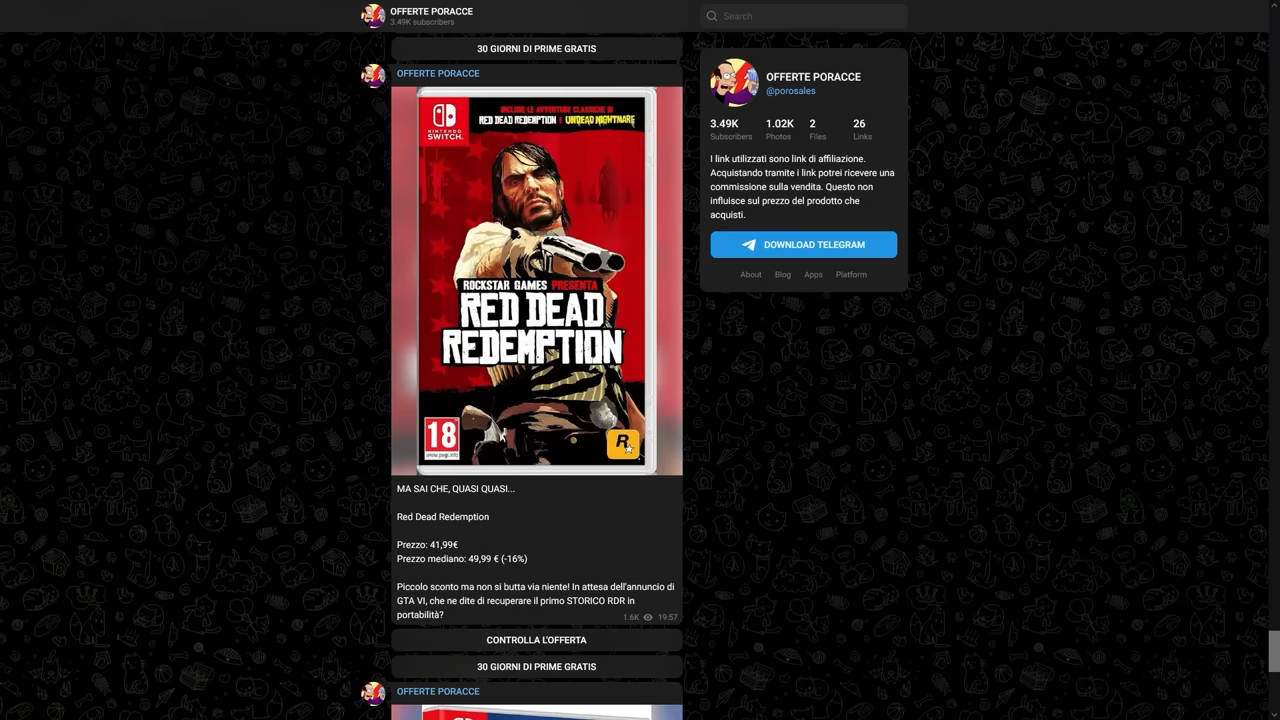 OFFERTE PORACCE
3.49K subscribers
Search
30 GIORNI DI PRIME GRATIS
OFFERTE PORACCE
NINTENDO
SWITCH.
INCLUDE LE AVVENTURE CLASSICHE DI
RED DEAD REDEMPTION E UNDEAD NIGHTMARE
ROCKSTAR GAMES PRESENTA
RED DEAD
REDEMPTION
18
www.pegi.info
R
MA SAI CHE, QUASI QUASI...
Red Dead Redemption
Prezzo: 41,99€
Prezzo mediano: 49,99 € (-16%)
Piccolo sconto ma non si butta via niente! In attesa dell'annuncio di
GTA VI, che ne dite di recuperare il primo STORICO RDR in
portabilità?
1.6K 19:57
CONTROLLA L'OFFERTA
30 GIORNI DI PRIME GRATIS
OFFERTE PORACCE
OFFERTE PORACCE
@porosales
3.49K 1.02K 2 26
Subscribers Photos Files Links
I link utilizzati sono link di affiliazione.
Acquistando tramite i link potrei ricevere una
commissione sulla vendita. Questo non
influisce sul prezzo del prodotto che
acquisti.
DOWNLOAD TELEGRAM
About Blog Apps Platform